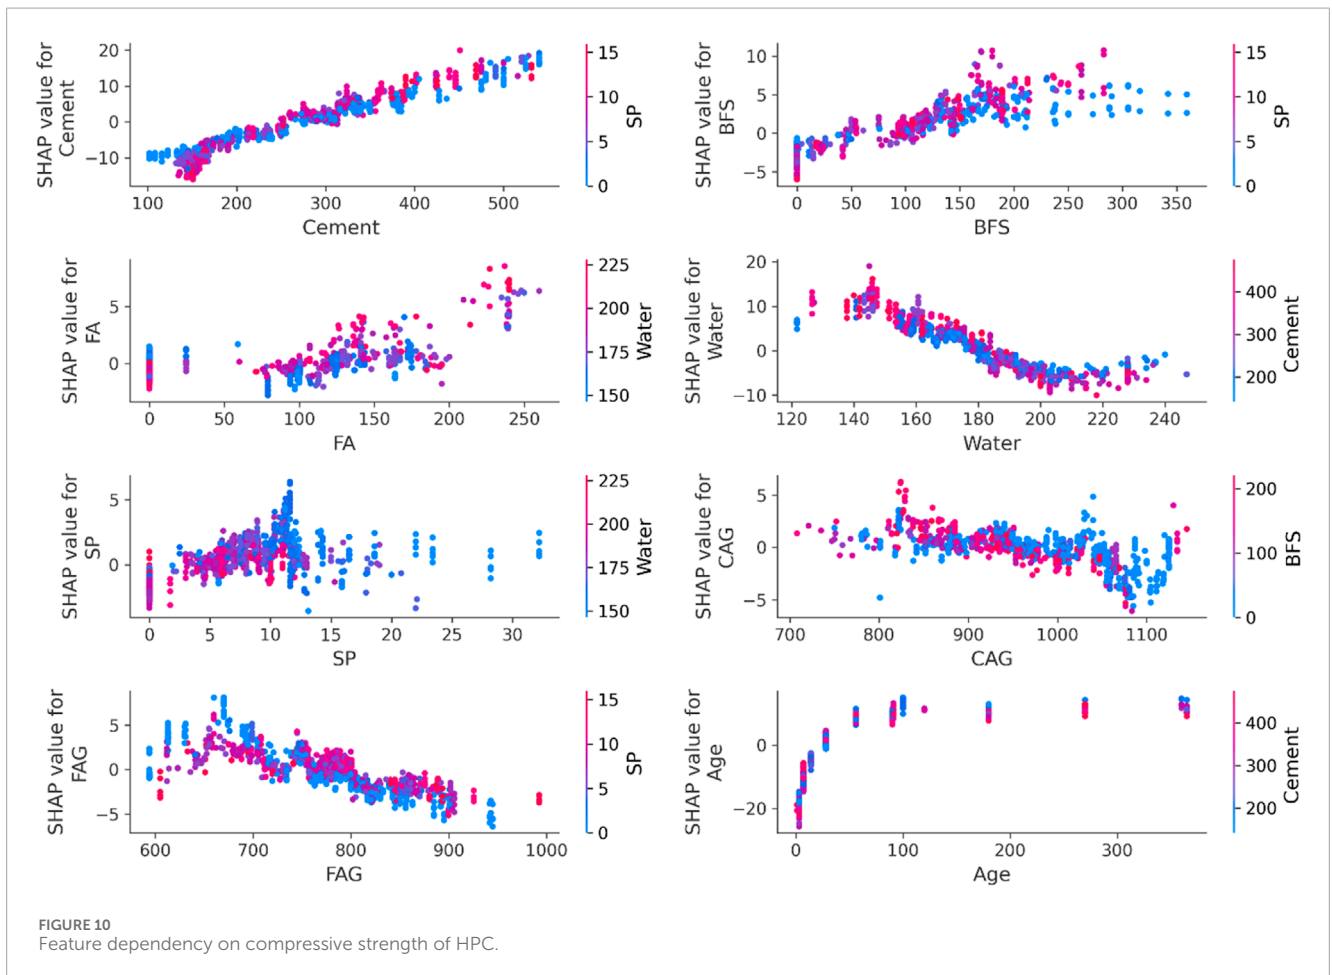 SHAP value for
Cement
20
10
0
−10
100 200 300 400 500
Cement
15
10
5
0
SP
SHAP value for
BFS
10
5
0
−5
0 50 100 150 200 250 300 350
BFS
15
10
5
0
SP
SHAP value for
FA
5
0
0 50 100 150 200 250
FA
225
200
175
150
Water
SHAP value for
Water
20
10
0
−10
120 140 160 180 200 220 240
Water
400
300
200
Cement
SHAP value for
SP
5
0
0 5 10 15 20 25 30
SP
225
200
175
150
Water
SHAP value for
CAG
5
0
−5
700 800 900 1000 1100
CAG
200
100
0
BFS
SHAP value for
FAG
5
0
−5
600 700 800 900 1000
FAG
15
10
5
0
SP
SHAP value for
Age
0
−20
0 100 200 300
Age
400
300
200
Cement
FIGURE 10
Feature dependency on compressive strength of HPC.